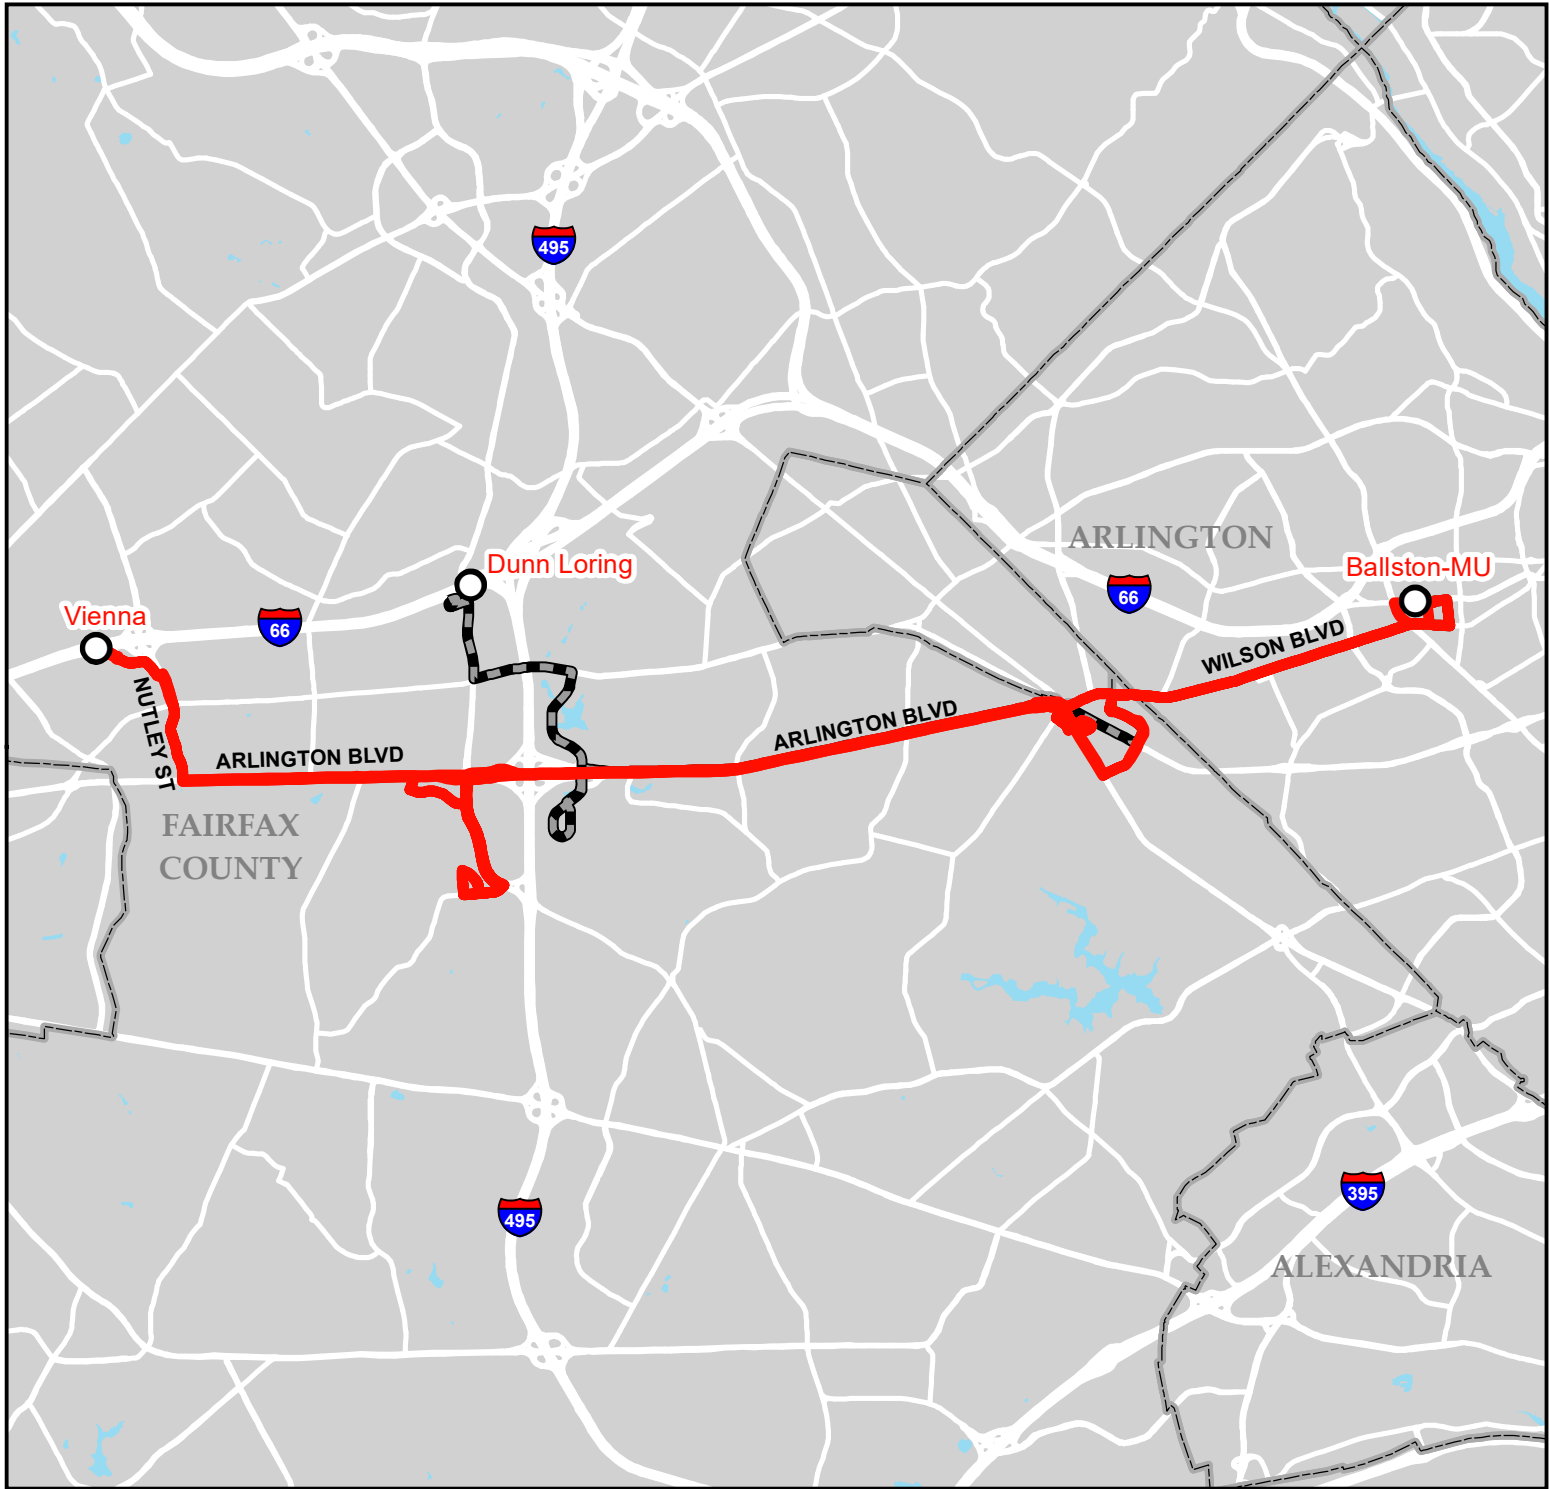 495
ARLINGTON
Dunn Loring
Ballston-MU
66
Vienna
66
WILSON BLVD
NUTLEY ST
ARLINGTON BLVD
ARLINGTON BLVD
FAIRFAX
COUNTY
395
495
ALEXANDRIA